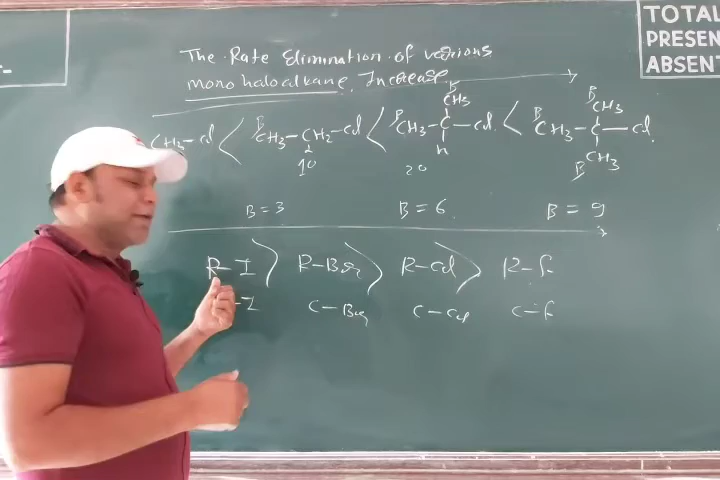 TOTAL
PRESEN
ABSENT
The Rate Elimination of verious
mono haloalkane Increase.
CH3-Cl < CH3-CH2-Cl < CH3-C-Cl < CH3-C-Cl
B B B B CH3 CH3 H CH3 B
1° 2°
B = 3 B = 6 B = 9
R-I > R-Br > R-Cl > R-F
-I C-Br C-Cl C-F